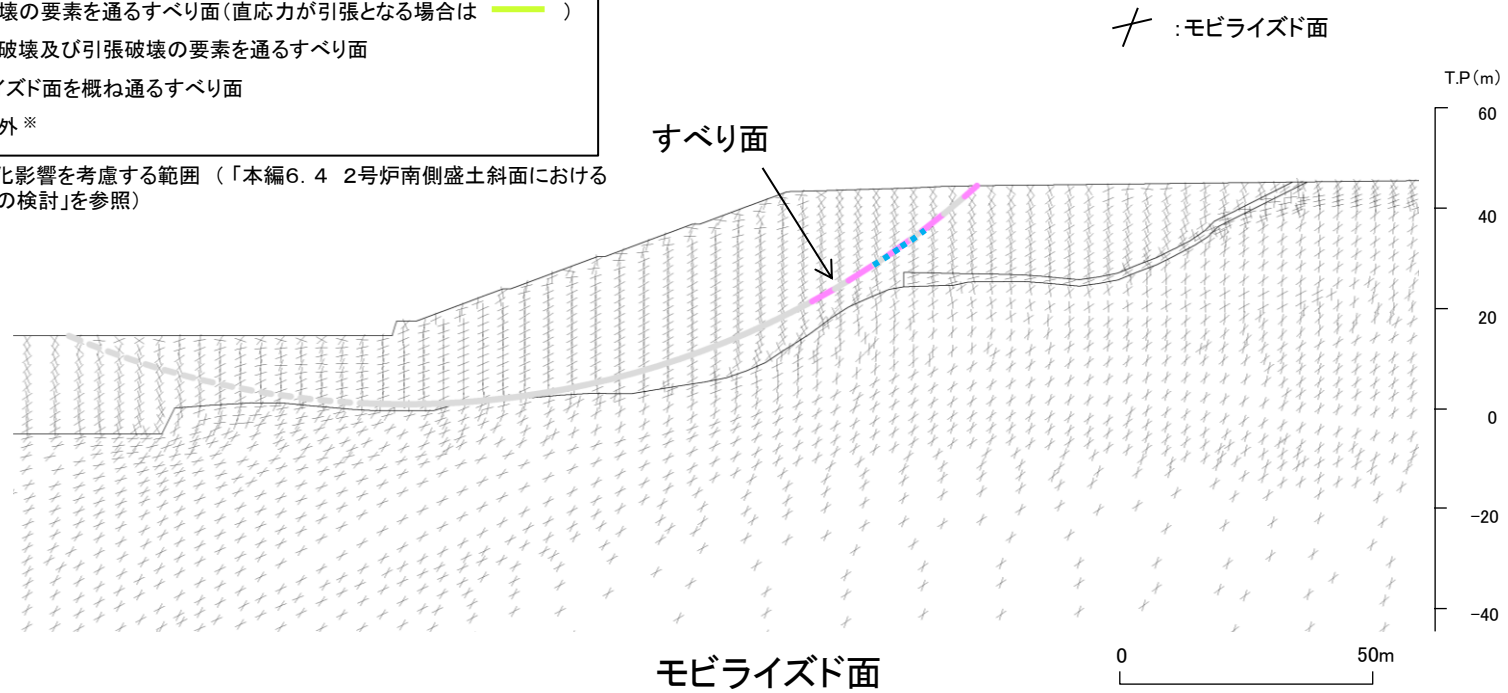 壊の要素を通るすべり面(直応力が引張となる場合は )
破壊及び引張破壊の要素を通るすべり面
イズド面を概ね通るすべり面
外※
化影響を考慮する範囲 (「本編6.4 2号炉南側盛土斜面における
の検討」を参照)
:モビライズド面
すべり面
T.P(m)
60
40
20
0
-20
-40
モビライズド面
0 50m